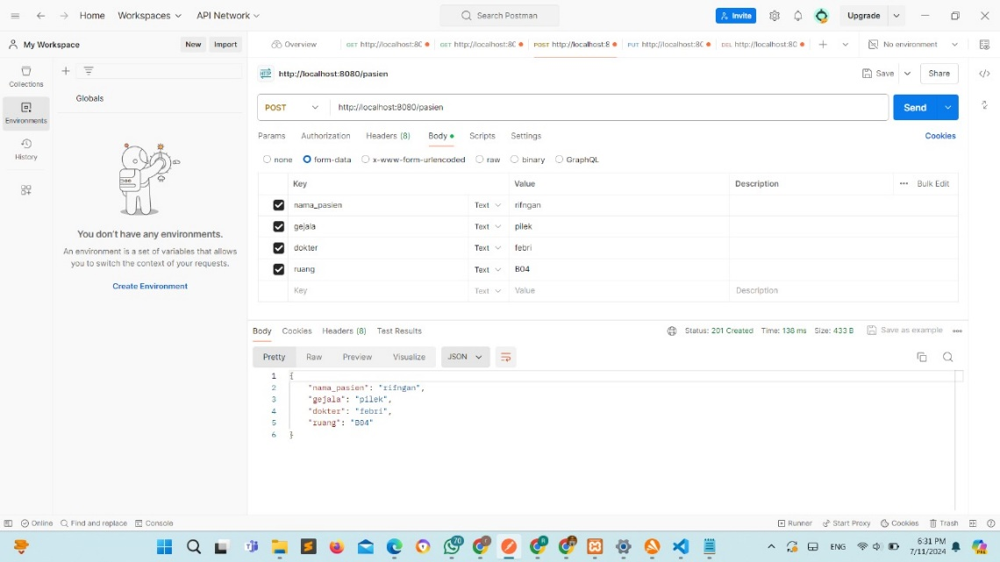 Home Workspaces API Network Search Postman Invite Upgrade
My Workspace New Import Overview GET http://localhost:80 GET http://localhost:80 POST http://localhost:8 PUT http://localhost:80 DEL http://localhost:80 No environment
Collections
Environments
History
Globals
You don't have any environments.
An environment is a set of variables that allows
you to switch the context of your requests.
Create Environment
HTTP http://localhost:8080/pasien Save Share
POST http://localhost:8080/pasien Send
Params Authorization Headers (8) Body Scripts Settings Cookies
none form-data x-www-form-urlencoded raw binary GraphQL
Key Value Description Bulk Edit
nama_pasien Text rifngan
gejala Text pilek
dokter Text febri
ruang Text B04
Key Text Value Description
Body Cookies Headers (8) Test Results Status: 201 Created Time: 138 ms Size: 433 B Save as example
Pretty Raw Preview Visualize JSON
1 {
2 "nama_pasien": "rifngan",
3 "gejala": "pilek",
4 "dokter": "febri",
5 "ruang": "B04"
6 }
Online Find and replace Console Runner Start Proxy Cookies Trash
70 ENG 6:31 PM
7/11/2024